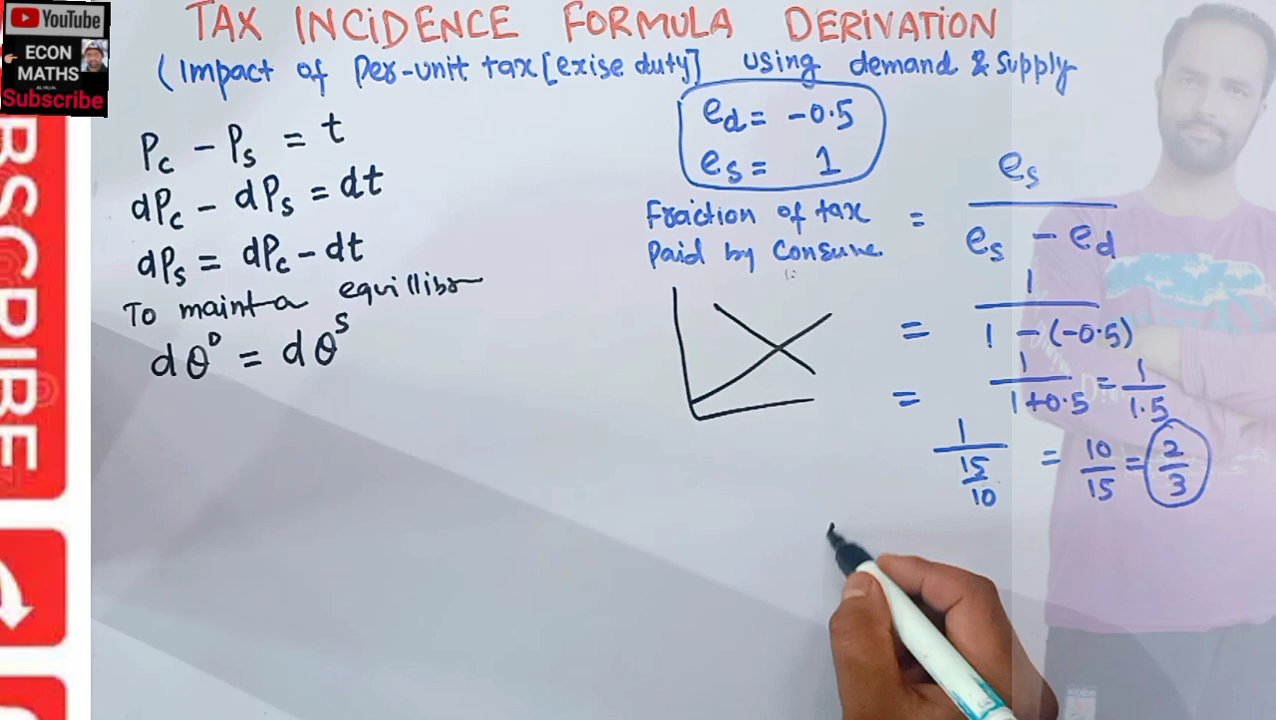 YouTube
ECON
MATHS
Subscribe
SUBSCRIBE
TAX INCIDENCE FORMULA DERIVATION
(Impact of Per-unit tax [exise duty] using demand & supply
Pc - Ps = t
dPc - dPs = dt
dPs = dPc - dt
To mainta equillibr
dQᴰ = dQˢ
ed = -0.5
es = 1
Fraction of tax
Paid by Consume
= es / (es - ed)
= 1 / (1 - (-0.5))
= 1 / (1+0.5) = 1 / 1.5
1 / (15/10) = 10/15 = 2/3